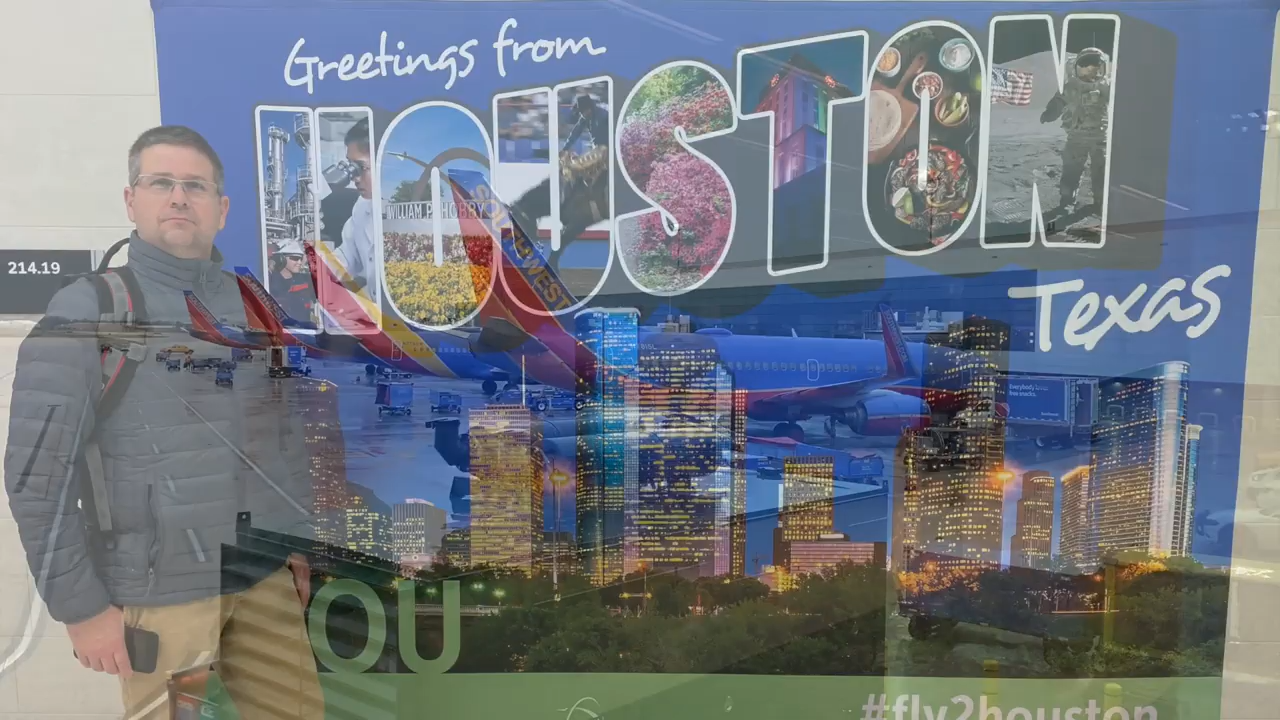 Greetings from
HOUSTON
WILLIAM P HOBBY
SOUTHWEST
Texas
214.19
OU
#fly2houston